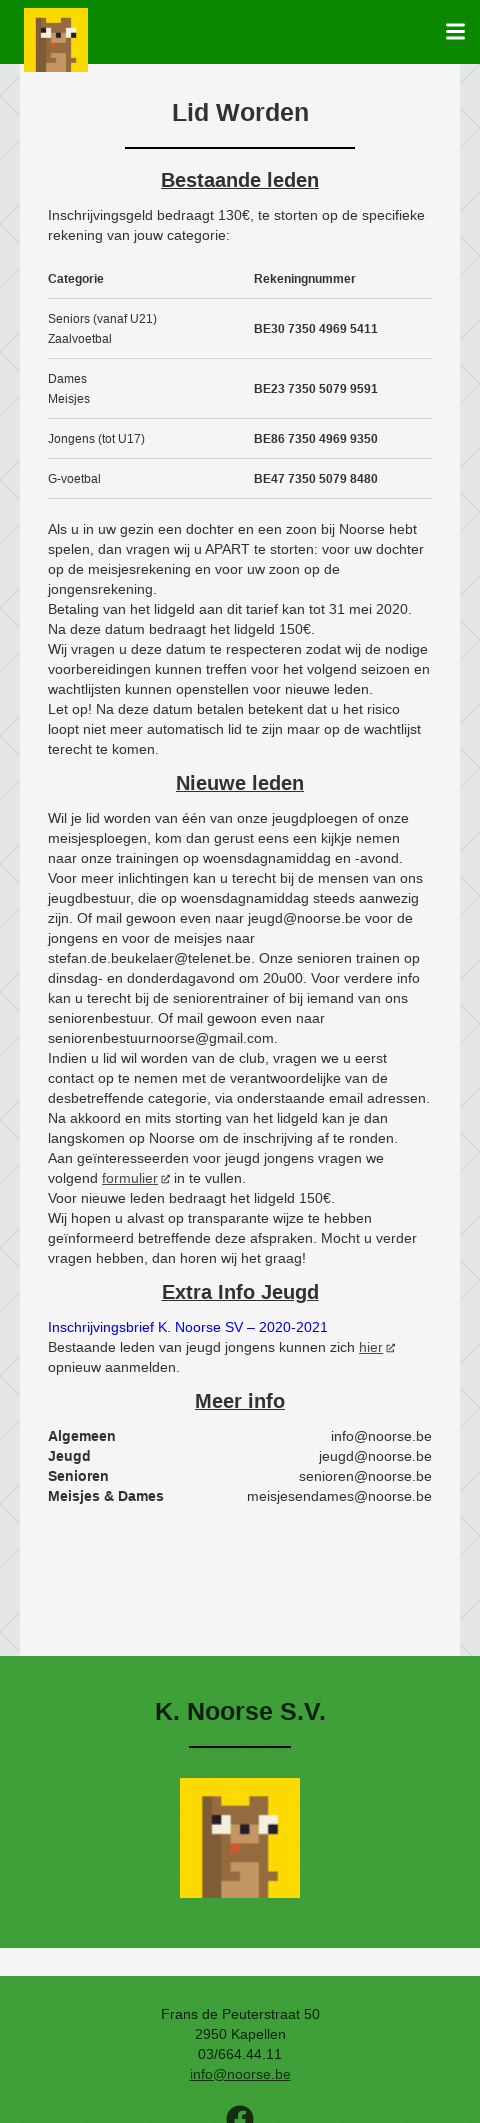 Lid Worden
Bestaande leden
Inschrijvingsgeld bedraagt 130€, te storten op de specifieke
rekening van jouw categorie:
Categorie Rekeningnummer
Seniors (vanaf U21)
Zaalvoetbal
BE30 7350 4969 5411
Dames
Meisjes
BE23 7350 5079 9591
Jongens (tot U17) BE86 7350 4969 9350
G-voetbal BE47 7350 5079 8480
Als u in uw gezin een dochter en een zoon bij Noorse hebt
spelen, dan vragen wij u APART te storten: voor uw dochter
op de meisjesrekening en voor uw zoon op de
jongensrekening.
Betaling van het lidgeld aan dit tarief kan tot 31 mei 2020.
Na deze datum bedraagt het lidgeld 150€.
Wij vragen u deze datum te respecteren zodat wij de nodige
voorbereidingen kunnen treffen voor het volgend seizoen en
wachtlijsten kunnen openstellen voor nieuwe leden.
Let op! Na deze datum betalen betekent dat u het risico
loopt niet meer automatisch lid te zijn maar op de wachtlijst
terecht te komen.
Nieuwe leden
Wil je lid worden van één van onze jeugdploegen of onze
meisjesploegen, kom dan gerust eens een kijkje nemen
naar onze trainingen op woensdagnamiddag en -avond.
Voor meer inlichtingen kan u terecht bij de mensen van ons
jeugdbestuur, die op woensdagnamiddag steeds aanwezig
zijn. Of mail gewoon even naar jeugd@noorse.be voor de
jongens en voor de meisjes naar
stefan.de.beukelaer@telenet.be. Onze senioren trainen op
dinsdag- en donderdagavond om 20u00. Voor verdere info
kan u terecht bij de seniorentrainer of bij iemand van ons
seniorenbestuur. Of mail gewoon even naar
seniorenbestuurnoorse@gmail.com.
Indien u lid wil worden van de club, vragen we u eerst
contact op te nemen met de verantwoordelijke van de
desbetreffende categorie, via onderstaande email adressen.
Na akkoord en mits storting van het lidgeld kan je dan
langskomen op Noorse om de inschrijving af te ronden.
Aan geïnteresseerden voor jeugd jongens vragen we
volgend formulier in te vullen.
Voor nieuwe leden bedraagt het lidgeld 150€.
Wij hopen u alvast op transparante wijze te hebben
geïnformeerd betreffende deze afspraken. Mocht u verder
vragen hebben, dan horen wij het graag!
Extra Info Jeugd
Inschrijvingsbrief K. Noorse SV – 2020-2021
Bestaande leden van jeugd jongens kunnen zich hier
opnieuw aanmelden.
Meer info
Algemeen info@noorse.be
Jeugd jeugd@noorse.be
Senioren senioren@noorse.be
Meisjes & Dames meisjesendames@noorse.be
K. Noorse S.V.
Frans de Peuterstraat 50
2950 Kapellen
03/664.44.11
info@noorse.be